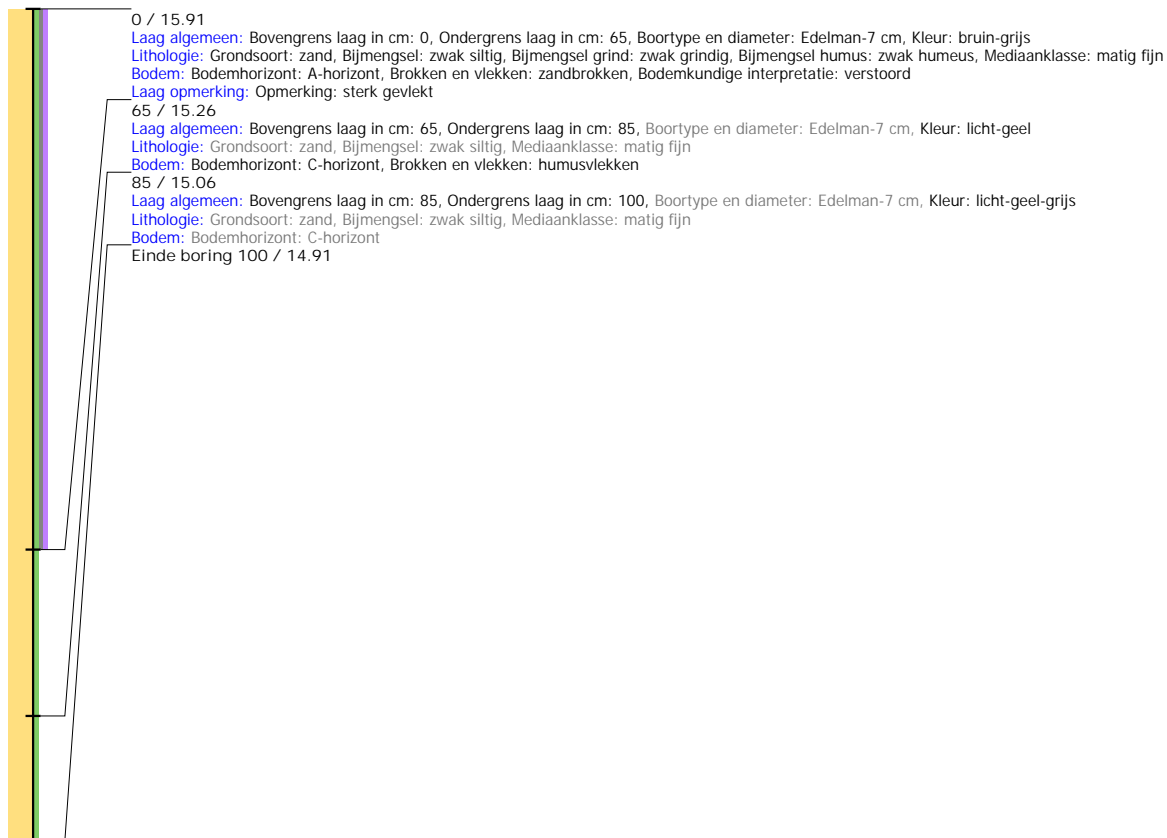 0 / 15.91
Laag algemeen: Bovengrens laag in cm: 0, Ondergrens laag in cm: 65, Boortype en diameter: Edelman-7 cm, Kleur: bruin-grijs
Lithologie: Grondsoort: zand, Bijmengsel: zwak siltig, Bijmengsel grind: zwak grindig, Bijmengsel humus: zwak humeus, Mediaanklasse: matig fijn
Bodem: Bodemhorizont: A-horizont, Brokken en vlekken: zandbrokken, Bodemkundige interpretatie: verstoord
Laag opmerking: Opmerking: sterk gevlekt
65 / 15.26
Laag algemeen: Bovengrens laag in cm: 65, Ondergrens laag in cm: 85, Boortype en diameter: Edelman-7 cm, Kleur: licht-geel
Lithologie: Grondsoort: zand, Bijmengsel: zwak siltig, Mediaanklasse: matig fijn
Bodem: Bodemhorizont: C-horizont, Brokken en vlekken: humusvlekken
85 / 15.06
Laag algemeen: Bovengrens laag in cm: 85, Ondergrens laag in cm: 100, Boortype en diameter: Edelman-7 cm, Kleur: licht-geel-grijs
Lithologie: Grondsoort: zand, Bijmengsel: zwak siltig, Mediaanklasse: matig fijn
Bodem: Bodemhorizont: C-horizont
Einde boring 100 / 14.91